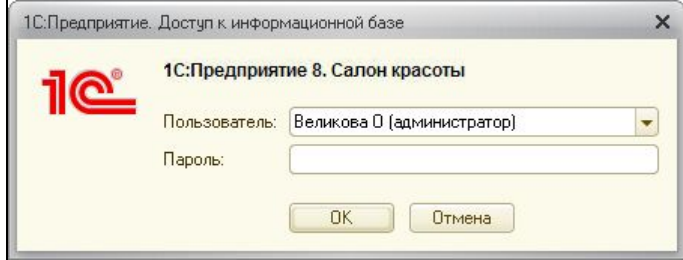 1С:Предприятие. Доступ к информационной базе
1С®
1С:Предприятие 8. Салон красоты
Пользователь: Великова О (администратор)
Пароль:
OK Отмена